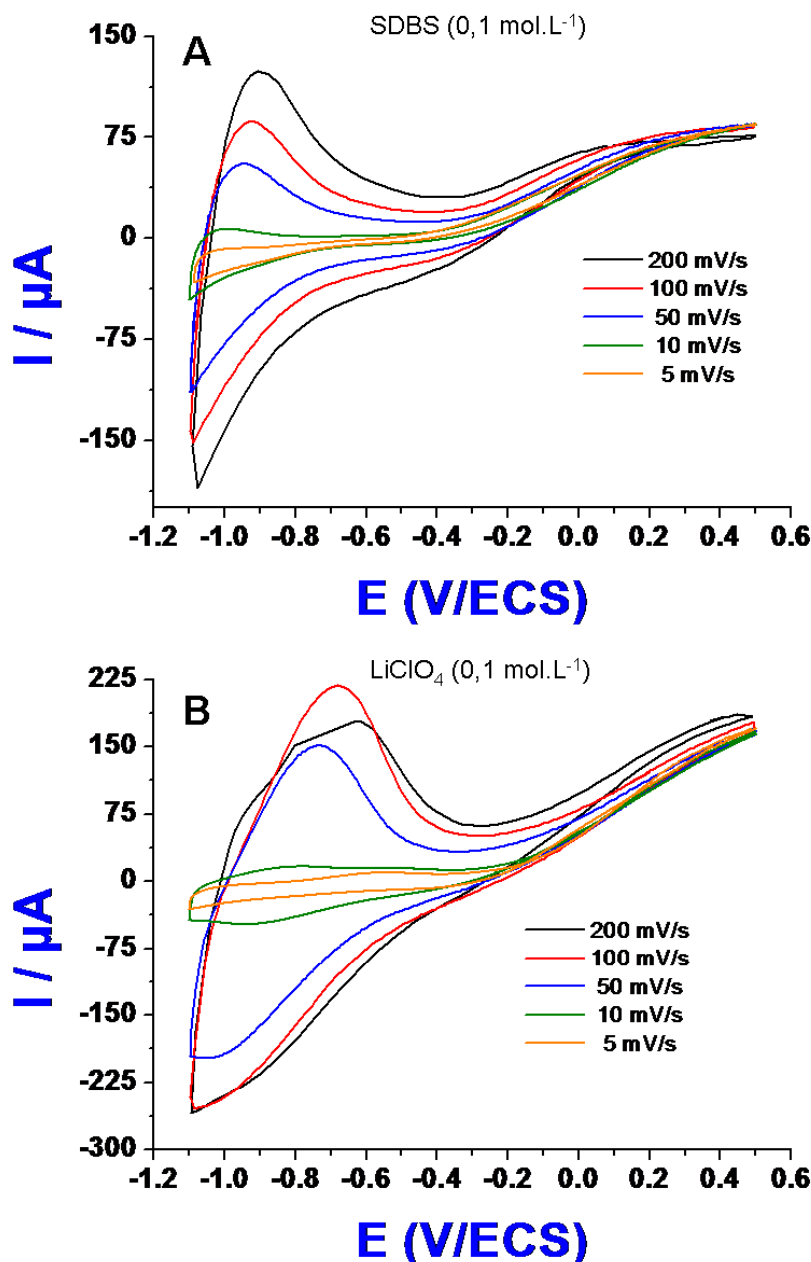 SDBS (0,1 mol.L⁻¹)
A
150
75
0
-75
-150
I / µA
200 mV/s
100 mV/s
50 mV/s
10 mV/s
5 mV/s
-1.2 -1.0 -0.8 -0.6 -0.4 -0.2 0.0 0.2 0.4 0.6
E (V/ECS)
LiClO₄ (0,1 mol.L⁻¹)
B
225
150
75
0
-75
-150
-225
-300
I / µA
200 mV/s
100 mV/s
50 mV/s
10 mV/s
5 mV/s
-1.2 -1.0 -0.8 -0.6 -0.4 -0.2 0.0 0.2 0.4 0.6
E (V/ECS)